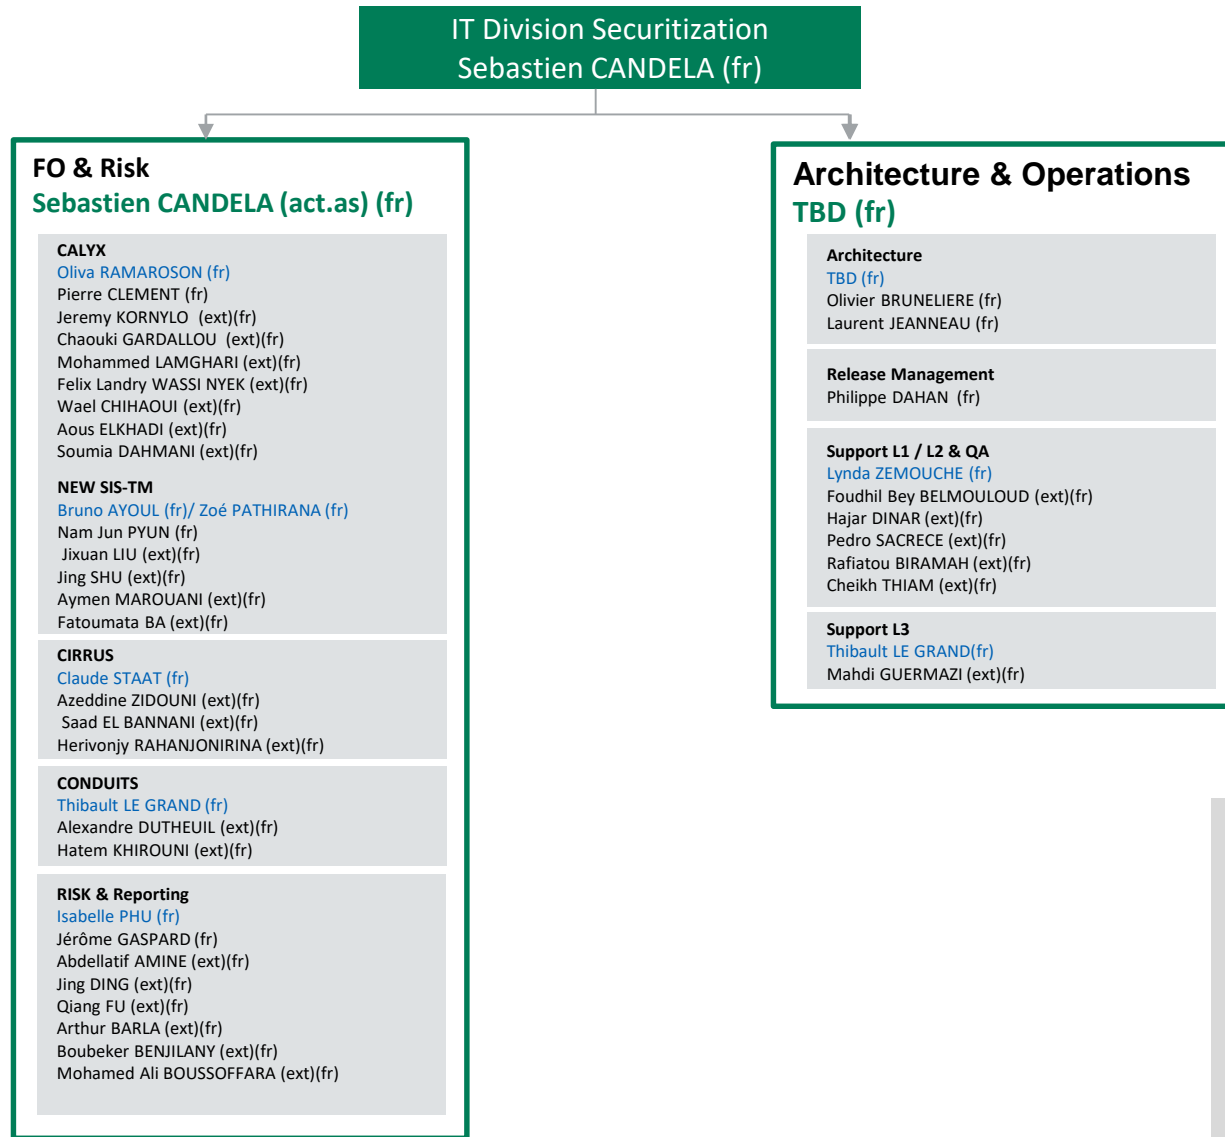 IT Division Securitization
Sebastien CANDELA (fr)
FO & Risk
Sebastien CANDELA (act.as) (fr)
CALYX
Oliva RAMAROSON (fr)
Pierre CLEMENT (fr)
Jeremy KORNYLO (ext)(fr)
Chaouki GARDALLOU (ext)(fr)
Mohammed LAMGHARI (ext)(fr)
Felix Landry WASSI NYEK (ext)(fr)
Wael CHIHAOUI (ext)(fr)
Aous ELKHADI (ext)(fr)
Soumia DAHMANI (ext)(fr)
NEW SIS-TM
Bruno AYOUL (fr)/ Zoé PATHIRANA (fr)
Nam Jun PYUN (fr)
Jixuan LIU (ext)(fr)
Jing SHU (ext)(fr)
Aymen MAROUANI (ext)(fr)
Fatoumata BA (ext)(fr)
CIRRUS
Claude STAAT (fr)
Azeddine ZIDOUNI (ext)(fr)
Saad EL BANNANI (ext)(fr)
Herivonjy RAHANJONIRINA (ext)(fr)
CONDUITS
Thibault LE GRAND (fr)
Alexandre DUTHEUIL (ext)(fr)
Hatem KHIROUNI (ext)(fr)
RISK & Reporting
Isabelle PHU (fr)
Jérôme GASPARD (fr)
Abdellatif AMINE (ext)(fr)
Jing DING (ext)(fr)
Qiang FU (ext)(fr)
Arthur BARLA (ext)(fr)
Boubeker BENJILANY (ext)(fr)
Mohamed Ali BOUSSOFFARA (ext)(fr)
Architecture & Operations
TBD (fr)
Architecture
TBD (fr)
Olivier BRUNELIERE (fr)
Laurent JEANNEAU (fr)
Release Management
Philippe DAHAN (fr)
Support L1 / L2 & QA
Lynda ZEMOUCHE (fr)
Foudhil Bey BELMOULOUD (ext)(fr)
Hajar DINAR (ext)(fr)
Pedro SACRECE (ext)(fr)
Rafiatou BIRAMAH (ext)(fr)
Cheikh THIAM (ext)(fr)
Support L3
Thibault LE GRAND(fr)
Mahdi GUERMAZI (ext)(fr)